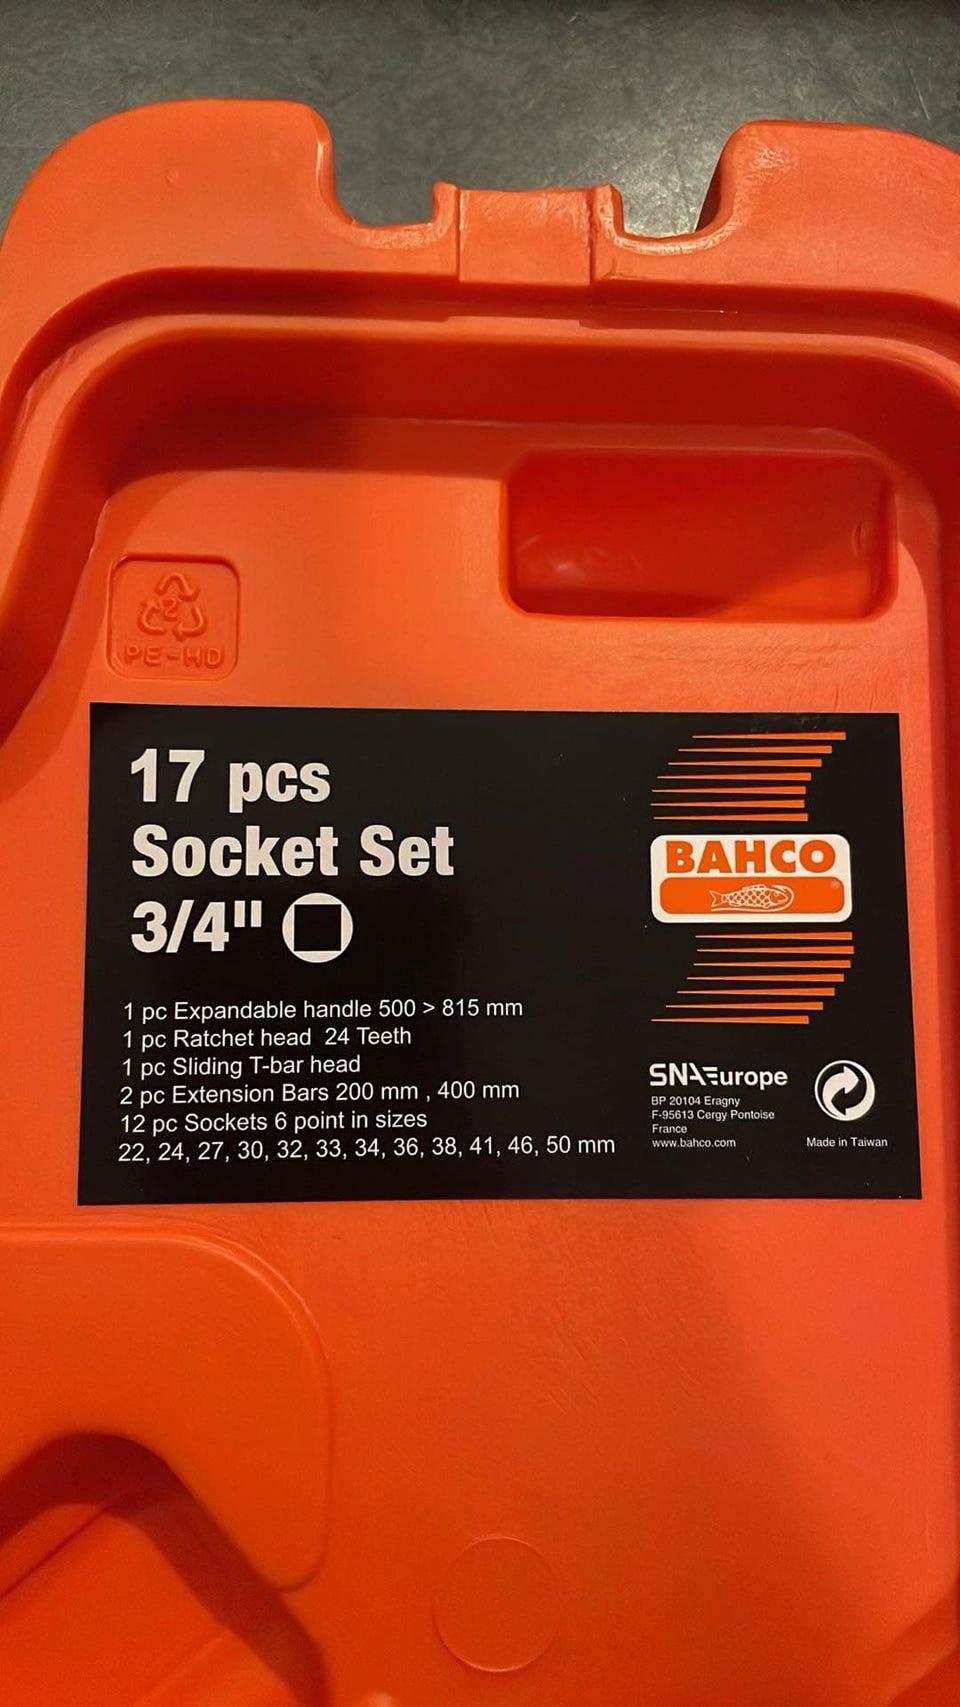 2
PE-HD
17 pcs
Socket Set
3/4"
1 pc Expandable handle 500 > 815 mm
1 pc Ratchet head 24 Teeth
1 pc Sliding T-bar head
2 pc Extension Bars 200 mm , 400 mm
12 pc Sockets 6 point in sizes
22, 24, 27, 30, 32, 33, 34, 36, 38, 41, 46, 50 mm
BAHCO
®
SNA Europe
BP 20104 Eragny
F-95613 Cergy Pontoise
France
www.bahco.com
Made in Taiwan